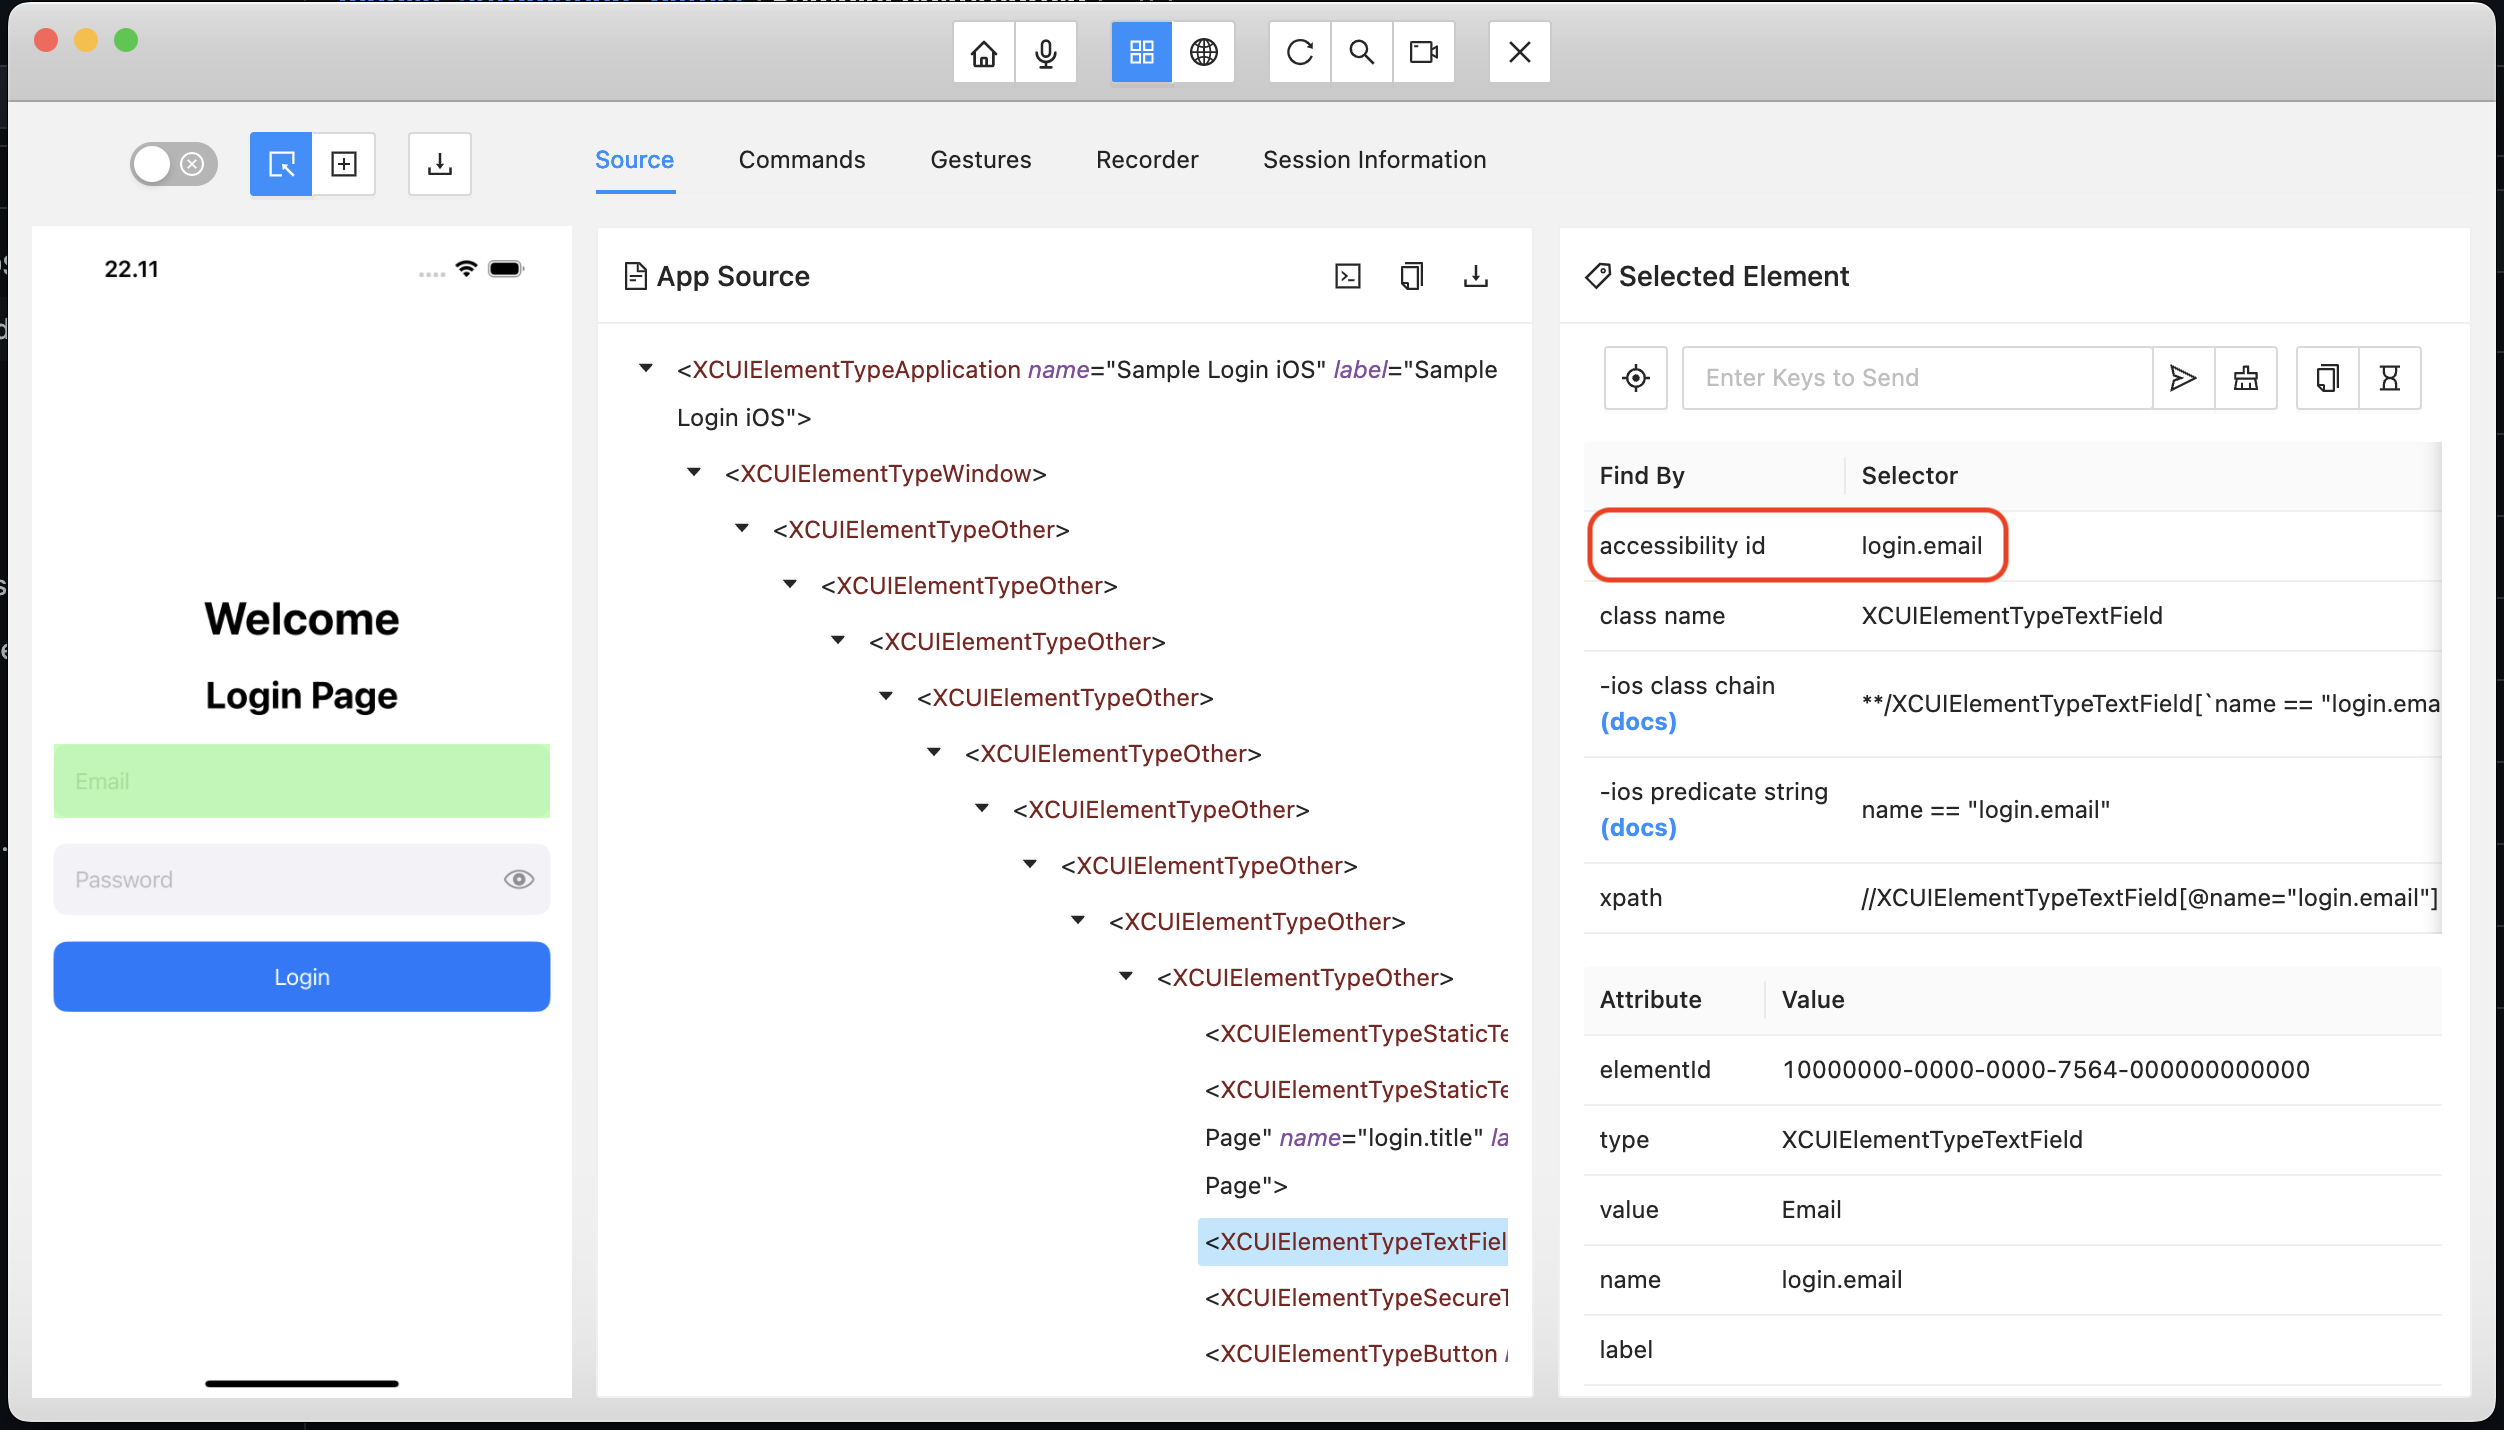 Source
Commands
Gestures
Recorder
Session Information
22.11
Welcome
Login Page
Email
Password
Login
App Source
<XCUIElementTypeApplication name="Sample Login iOS" label="Sample
Login iOS">
<XCUIElementTypeWindow>
<XCUIElementTypeOther>
<XCUIElementTypeOther>
<XCUIElementTypeOther>
<XCUIElementTypeOther>
<XCUIElementTypeOther>
<XCUIElementTypeOther>
<XCUIElementTypeOther>
<XCUIElementTypeOther>
<XCUIElementTypeOther>
<XCUIElementTypeStaticTe
<XCUIElementTypeStaticTe
Page" name="login.title" la
Page">
<XCUIElementTypeTextFiel
<XCUIElementTypeSecureT
<XCUIElementTypeButton
Selected Element
Enter Keys to Send
Find By Selector
accessibility id login.email
class name XCUIElementTypeTextField
-ios class chain
(docs)
**/XCUIElementTypeTextField[`name == "login.ema
-ios predicate string
(docs)
name == "login.email"
xpath //XCUIElementTypeTextField[@name="login.email"]
Attribute Value
elementId 10000000-0000-0000-7564-000000000000
type XCUIElementTypeTextField
value Email
name login.email
label